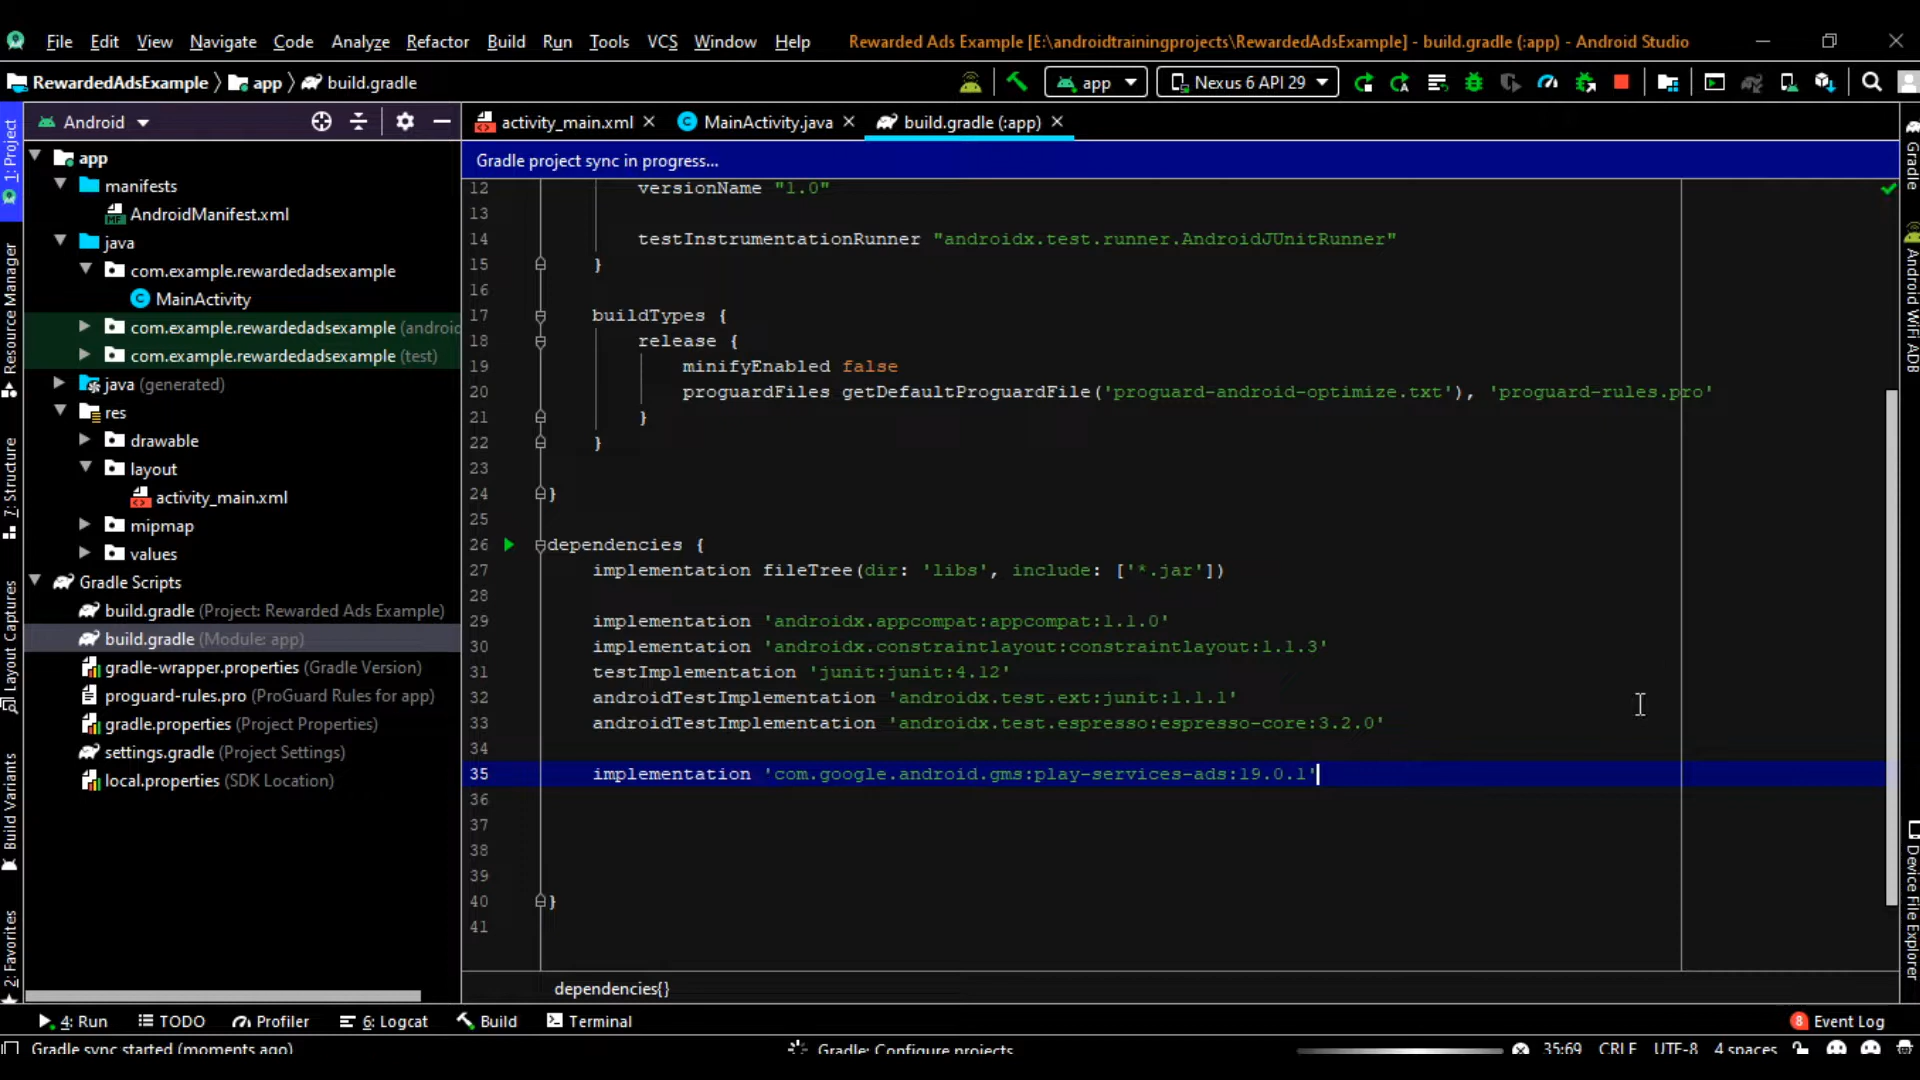 File Edit View Navigate Code Analyze Refactor Build Run Tools VCS Window Help Rewarded Ads Example [E:\androidtrainingprojects\RewardedAdsExample] - build.gradle (:app) - Android Studio
RewardedAdsExample app build.gradle app Nexus 6 API 29
Android activity_main.xml MainActivity.java build.gradle (:app)
Gradle project sync in progress...
1: Project
Resource Manager
7: Structure
Layout Captures
Build Variants
2: Favorites
app
manifests
AndroidManifest.xml
java
com.example.rewardedadsexample
MainActivity
com.example.rewardedadsexample (androi
com.example.rewardedadsexample (test)
java (generated)
res
drawable
layout
activity_main.xml
mipmap
values
Gradle Scripts
build.gradle (Project: Rewarded Ads Example)
build.gradle (Module: app)
gradle-wrapper.properties (Gradle Version)
proguard-rules.pro (ProGuard Rules for app)
gradle.properties (Project Properties)
settings.gradle (Project Settings)
local.properties (SDK Location)
12 versionName "1.0"
13
14 testInstrumentationRunner "androidx.test.runner.AndroidJUnitRunner"
15 }
16
17 buildTypes {
18 release {
19 minifyEnabled false
20 proguardFiles getDefaultProguardFile('proguard-android-optimize.txt'), 'proguard-rules.pro'
21 }
22 }
23
24 }
25
26 dependencies {
27 implementation fileTree(dir: 'libs', include: ['*.jar'])
28
29 implementation 'androidx.appcompat:appcompat:1.1.0'
30 implementation 'androidx.constraintlayout:constraintlayout:1.1.3'
31 testImplementation 'junit:junit:4.12'
32 androidTestImplementation 'androidx.test.ext:junit:1.1.1'
33 androidTestImplementation 'androidx.test.espresso:espresso-core:3.2.0'
34
35 implementation 'com.google.android.gms:play-services-ads:19.0.1'
36
37
38
39
40 }
41
dependencies{}
Gradle
Android WiFi ADB
Device File Explorer
4: Run TODO Profiler 6: Logcat Build Terminal 8 Event Log
Gradle sync started (moments ago) Gradle: Configure projects 35:69 CRLF UTF-8 4 spaces